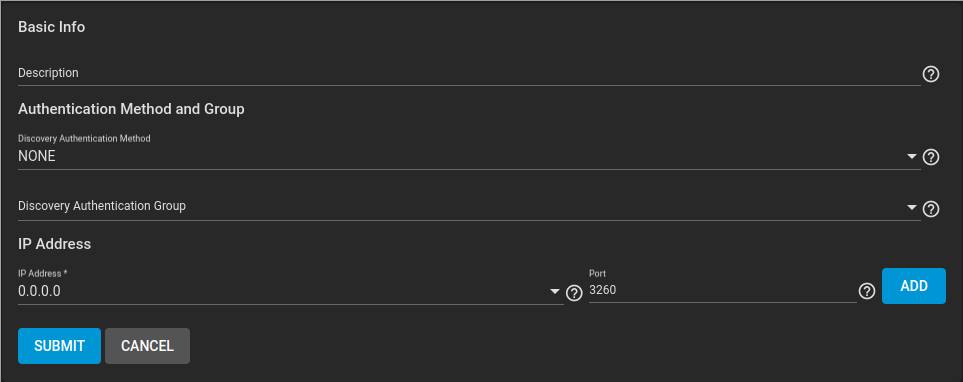 Basic Info
Description
Authentication Method and Group
Discovery Authentication Method
NONE
Discovery Authentication Group
IP Address
IP Address *
0.0.0.0
Port
3260
ADD
SUBMIT
CANCEL